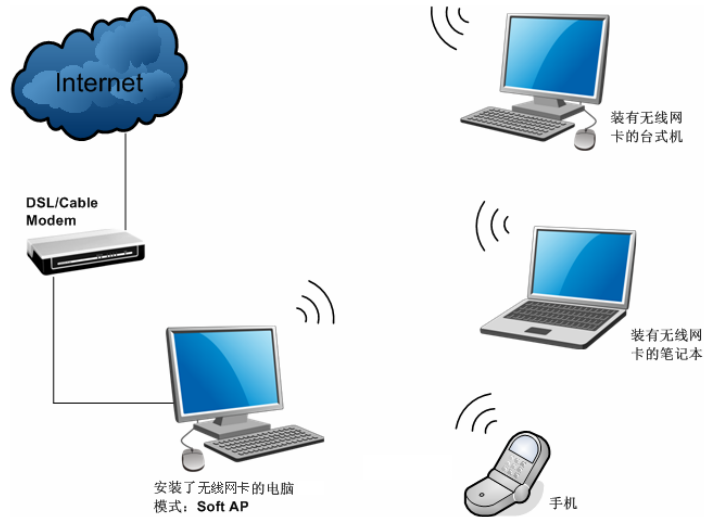 Internet
装有无线网
卡的台式机
DSL/Cable
Modem
装有无线网
卡的笔记本
安装了无线网卡的电脑
模式：Soft AP
手机